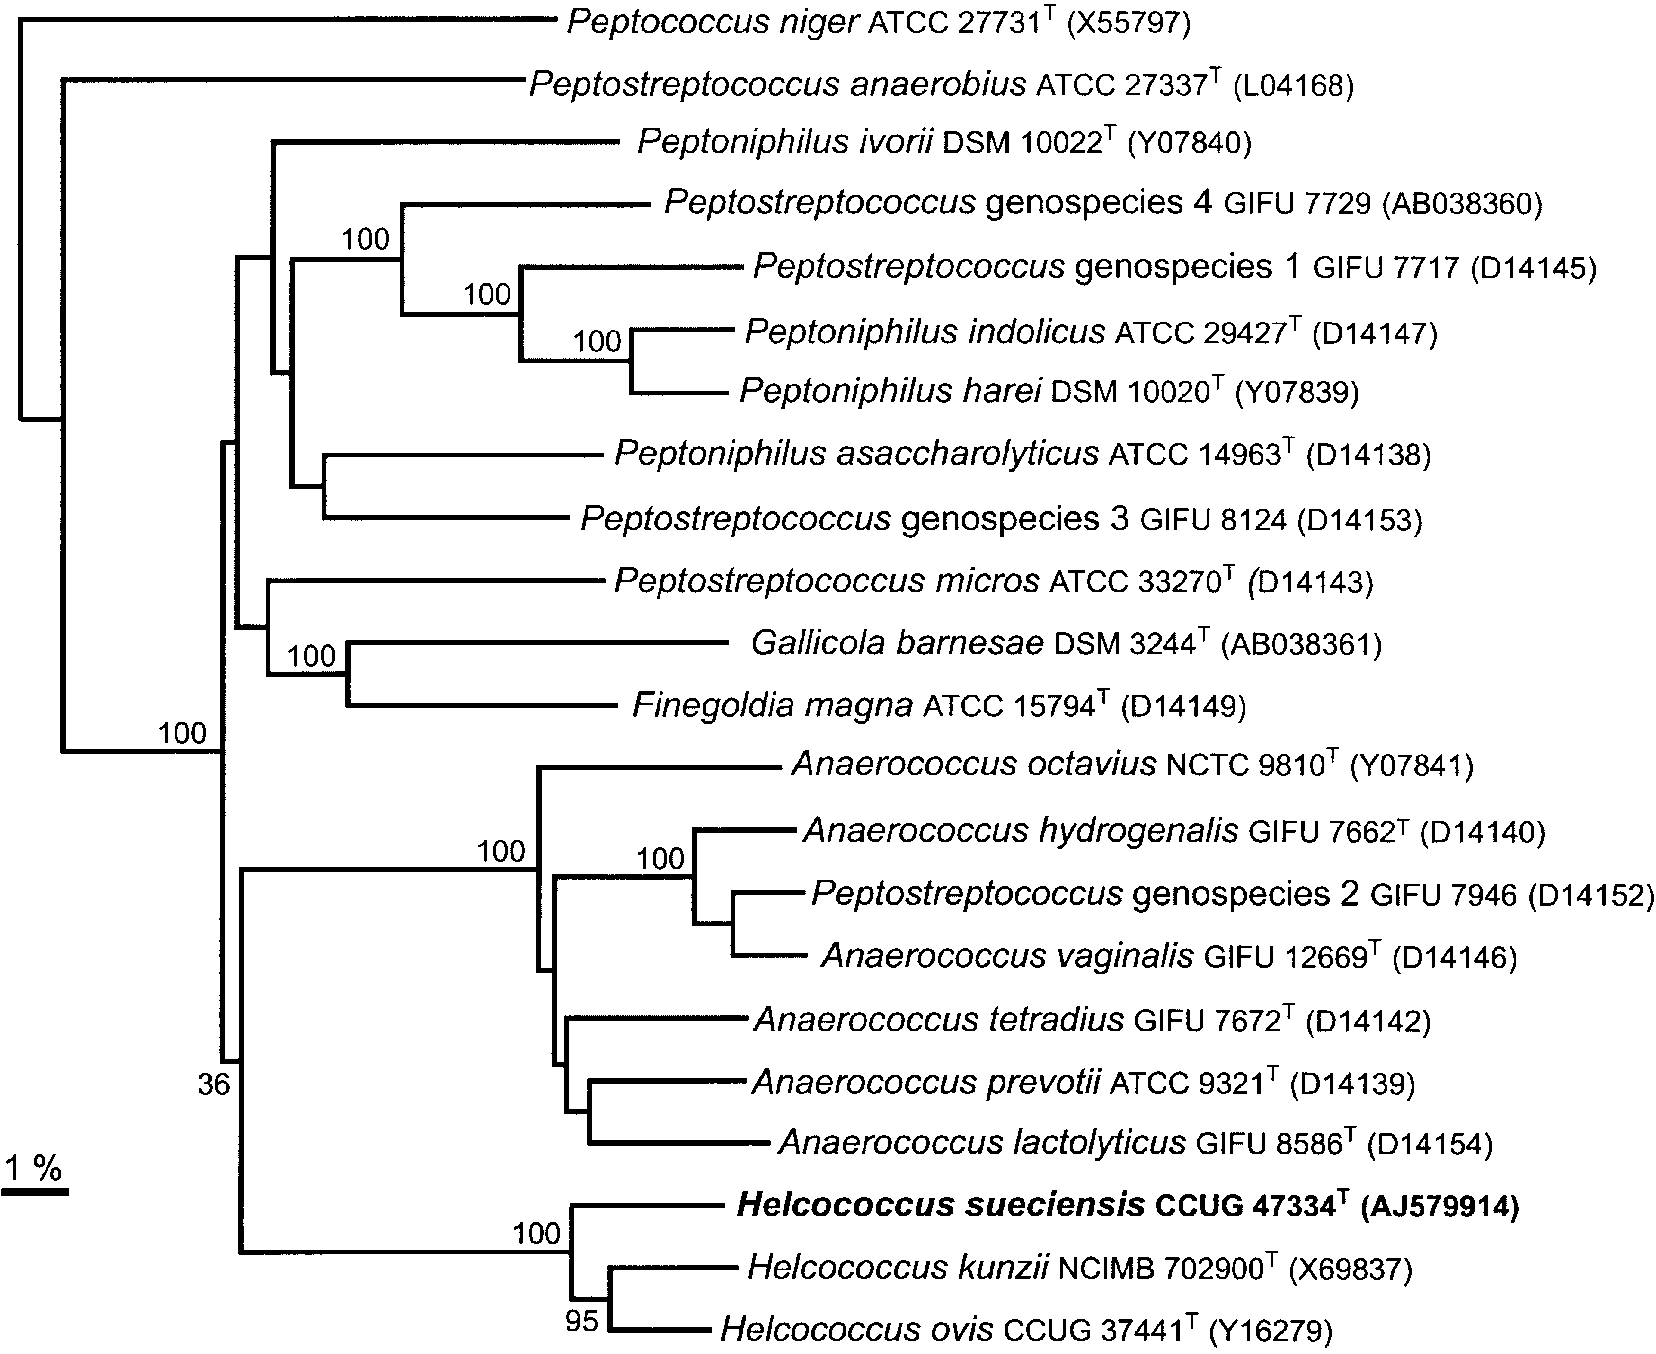 Peptococcus niger ATCC 27731T (X55797)
Peptostreptococcus anaerobius ATCC 27337T (L04168)
Peptoniphilus ivorii DSM 10022T (Y07840)
Peptostreptococcus genospecies 4 GIFU 7729 (AB038360)
100
Peptostreptococcus genospecies 1 GIFU 7717 (D14145)
100
Peptoniphilus indolicus ATCC 29427T (D14147)
100
Peptoniphilus harei DSM 10020T (Y07839)
Peptoniphilus asaccharolyticus ATCC 14963T (D14138)
Peptostreptococcus genospecies 3 GIFU 8124 (D14153)
Peptostreptococcus micros ATCC 33270T (D14143)
Gallicola barnesae DSM 3244T (AB038361)
100
Finegoldia magna ATCC 15794T (D14149)
100
Anaerococcus octavius NCTC 9810T (Y07841)
Anaerococcus hydrogenalis GIFU 7662T (D14140)
100
100
Peptostreptococcus genospecies 2 GIFU 7946 (D14152)
Anaerococcus vaginalis GIFU 12669T (D14146)
Anaerococcus tetradius GIFU 7672T (D14142)
36
Anaerococcus prevotii ATCC 9321T (D14139)
Anaerococcus lactolyticus GIFU 8586T (D14154)
1 %
Helcococcus sueciensis CCUG 47334T (AJ579914)
100
Helcococcus kunzii NCIMB 702900T (X69837)
95
Helcococcus ovis CCUG 37441T (Y16279)